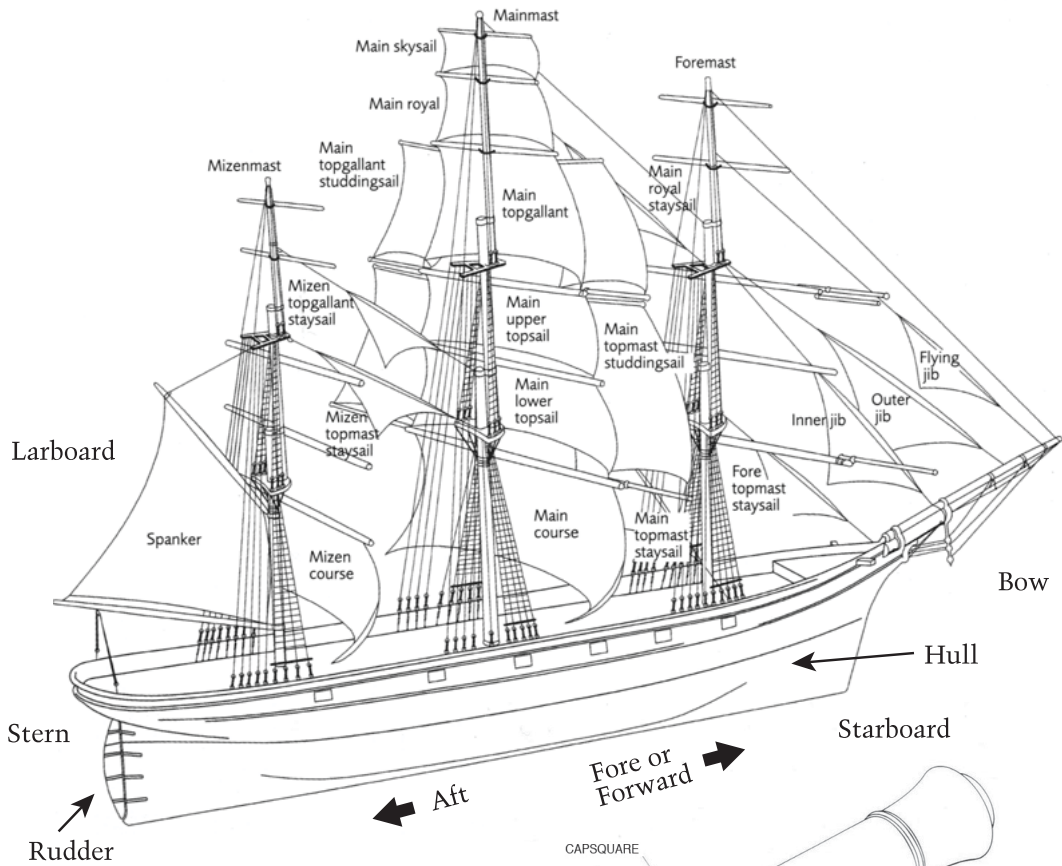 Mainmast
Main skysail
Foremast
Main royal
Main
topgallant
studdingsail
Mizenmast
Main
topgallant
Main
royal
staysail
Mizen
topgallant
staysail
Main
upper
topsail
Main
topmast
studdingsail
Flying
jib
Main
lower
topsail
Outer
jib
Inner jib
Mizen
topmast
staysail
Larboard
Fore
topmast
staysail
Spanker
Main
course
Main
topmast
staysail
Mizen
course
Bow
Hull
Stern
Starboard
Fore or
Forward
Aft
Rudder
CAPSQUARE